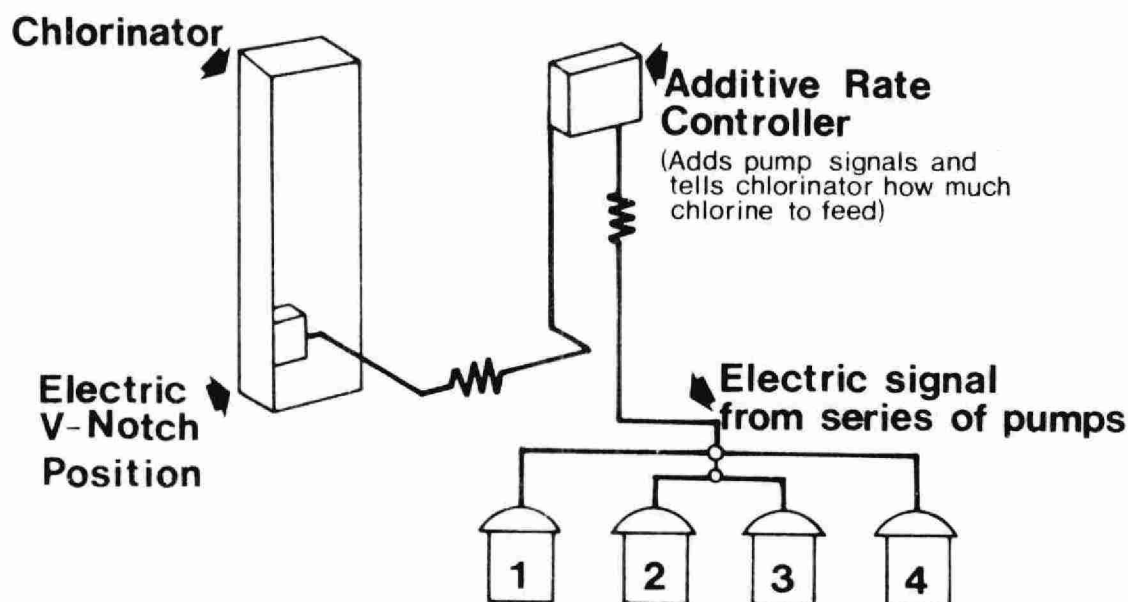 Chlorinator
Additive Rate
Controller
(Adds pump signals and
tells chlorinator how much
chlorine to feed)
Electric
V-Notch
Position
Electric signal
from series of pumps
1 2 3 4